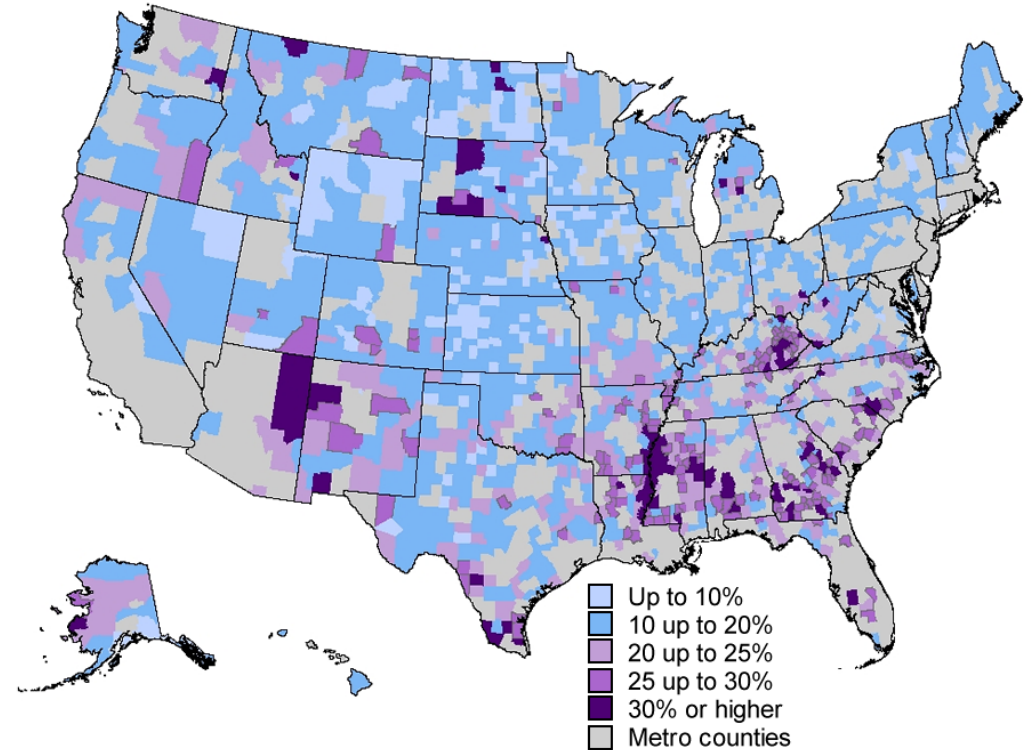 Up to 10%
10 up to 20%
20 up to 25%
25 up to 30%
30% or higher
Metro counties